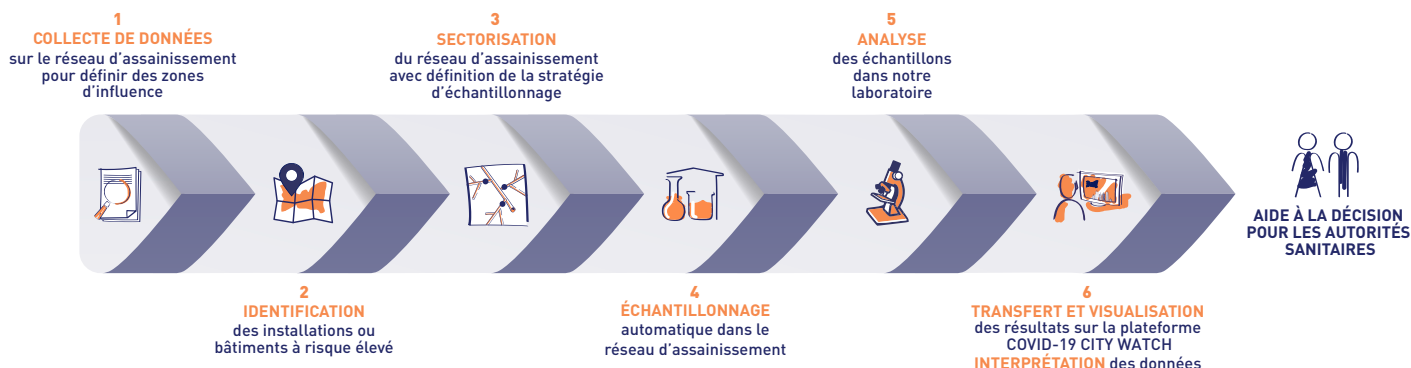 1
COLLECTE DE DONNÉES
sur le réseau d'assainissement
pour définir des zones
d'influence
2
IDENTIFICATION
des installations ou
bâtiments à risque élevé
3
SECTORISATION
du réseau d'assainissement
avec définition de la stratégie
d'échantillonnage
4
ÉCHANTILLONNAGE
automatique dans le
réseau d'assainissement
5
ANALYSE
des échantillons
dans notre
laboratoire
6
TRANSFERT ET VISUALISATION
des résultats sur la plateforme
COVID-19 CITY WATCH
INTERPRÉTATION des données
AIDE À LA DÉCISION
POUR LES AUTORITÉS
SANITAIRES